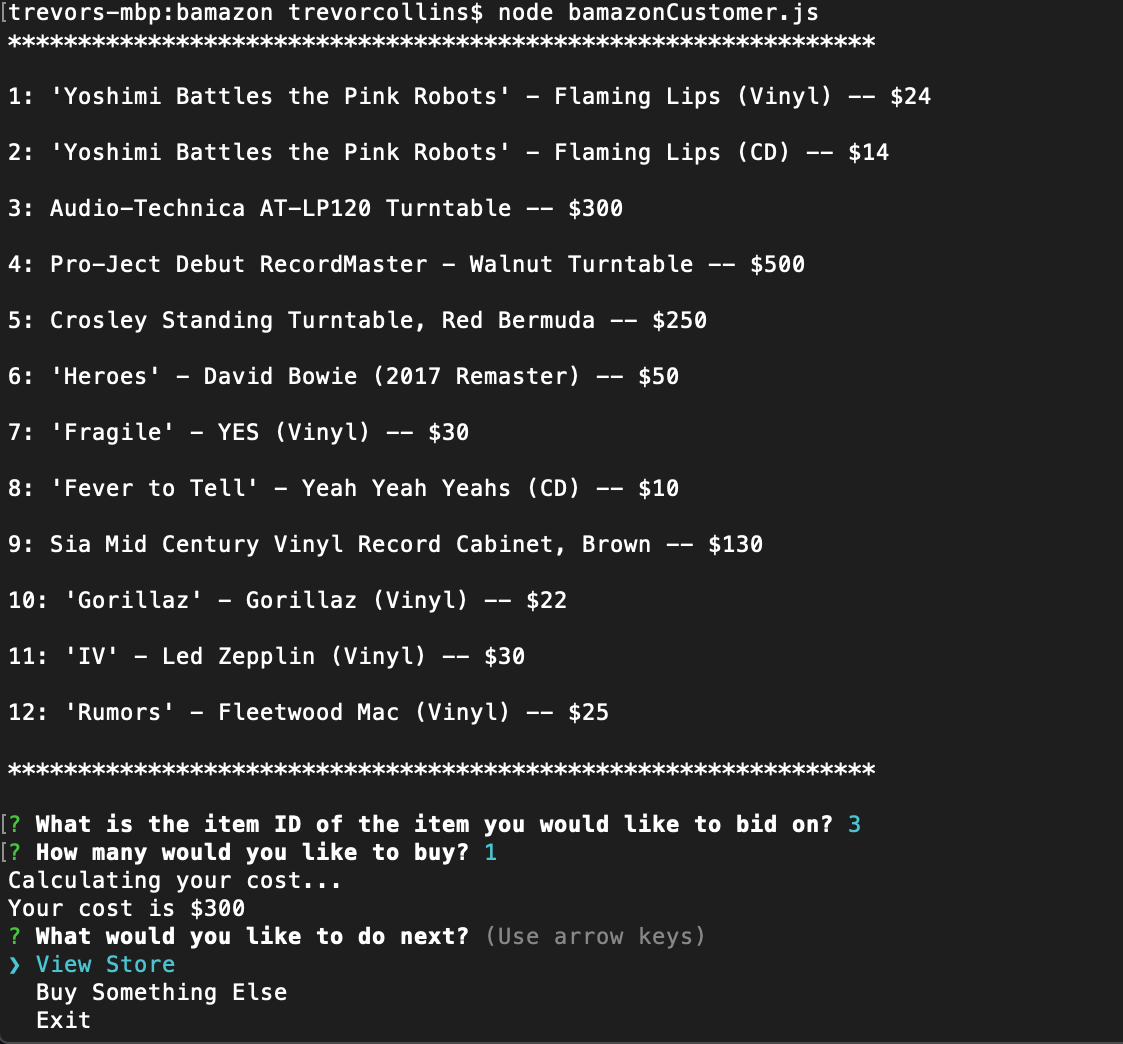 [trevors-mbp:bamazon trevorcollins$ node bamazonCustomer.js
**************************************************************
1: 'Yoshimi Battles the Pink Robots' - Flaming Lips (Vinyl) -- $24
2: 'Yoshimi Battles the Pink Robots' - Flaming Lips (CD) -- $14
3: Audio-Technica AT-LP120 Turntable -- $300
4: Pro-Ject Debut RecordMaster - Walnut Turntable -- $500
5: Crosley Standing Turntable, Red Bermuda -- $250
6: 'Heroes' - David Bowie (2017 Remaster) -- $50
7: 'Fragile' - YES (Vinyl) -- $30
8: 'Fever to Tell' - Yeah Yeah Yeahs (CD) -- $10
9: Sia Mid Century Vinyl Record Cabinet, Brown -- $130
10: 'Gorillaz' - Gorillaz (Vinyl) -- $22
11: 'IV' - Led Zepplin (Vinyl) -- $30
12: 'Rumors' - Fleetwood Mac (Vinyl) -- $25
**************************************************************
[? What is the item ID of the item you would like to bid on? 3
[? How many would you like to buy? 1
Calculating your cost...
Your cost is $300
? What would you like to do next? (Use arrow keys)
❯ View Store
Buy Something Else
Exit